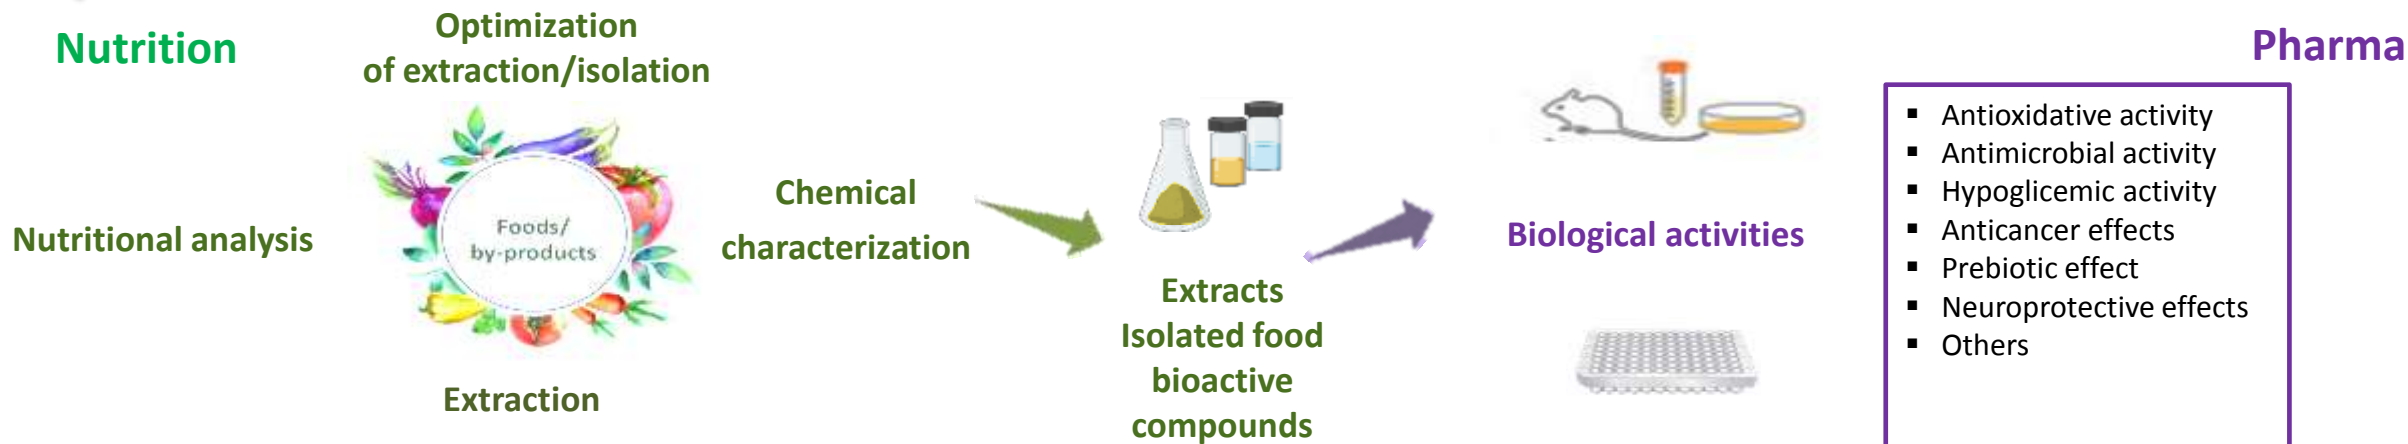 Nutrition
Optimization
of extraction/isolation
Nutritional analysis
Foods/
by-products
Extraction
Chemical
characterization
Extracts
Isolated food
bioactive
compounds
Biological activities
Pharma
▪ Antioxidative activity
▪ Antimicrobial activity
▪ Hypoglicemic activity
▪ Anticancer effects
▪ Prebiotic effect
▪ Neuroprotective effects
▪ Others